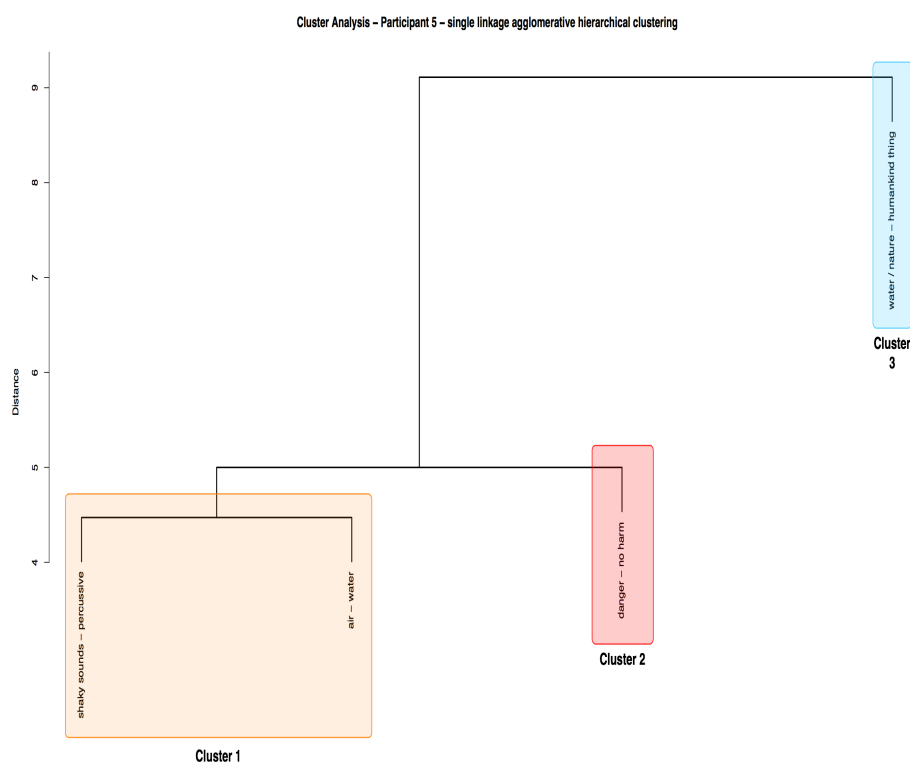 Cluster Analysis – Participant 5 – single linkage agglomerative hierarchical clustering
9
8
7
6
5
4
Distance
water / nature – humankind thing
Cluster
3
danger – no harm
Cluster 2
shaky sounds – percussive
air – water
Cluster 1